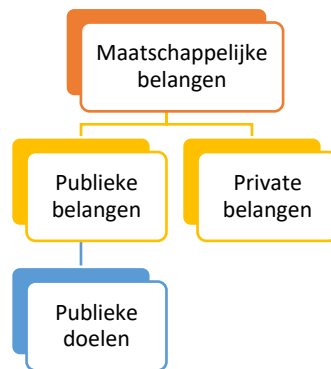 Maatschappelijke
belangen
Publieke
belangen
Private
belangen
Publieke
doelen